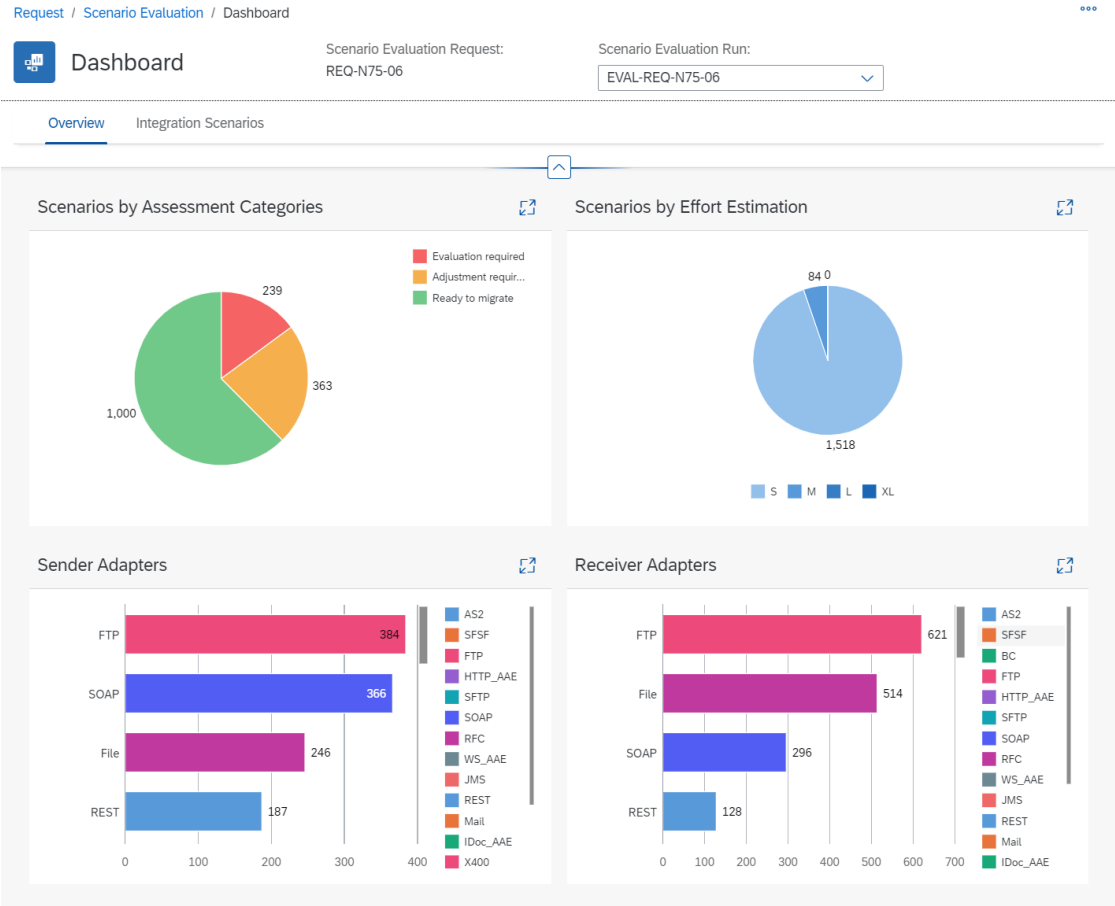 Request / Scenario Evaluation / Dashboard
Dashboard
Scenario Evaluation Request:
REQ-N75-06
Scenario Evaluation Run:
EVAL-REQ-N75-06
Overview
Integration Scenarios
Scenarios by Assessment Categories
Evaluation required
Adjustment requir...
Ready to migrate
239
363
1,000
Scenarios by Effort Estimation
84 0
1,518
S M L XL
Sender Adapters
FTP 384
SOAP 366
File 246
REST 187
0 100 200 300 400
AS2
SFSF
FTP
HTTP_AAE
SFTP
SOAP
RFC
WS_AAE
JMS
REST
Mail
IDoc_AAE
X400
Receiver Adapters
FTP 621
File 514
SOAP 296
REST 128
0 100 200 300 400 500 600 700
AS2
SFSF
BC
FTP
HTTP_AAE
SFTP
SOAP
RFC
WS_AAE
JMS
REST
Mail
IDoc_AAE